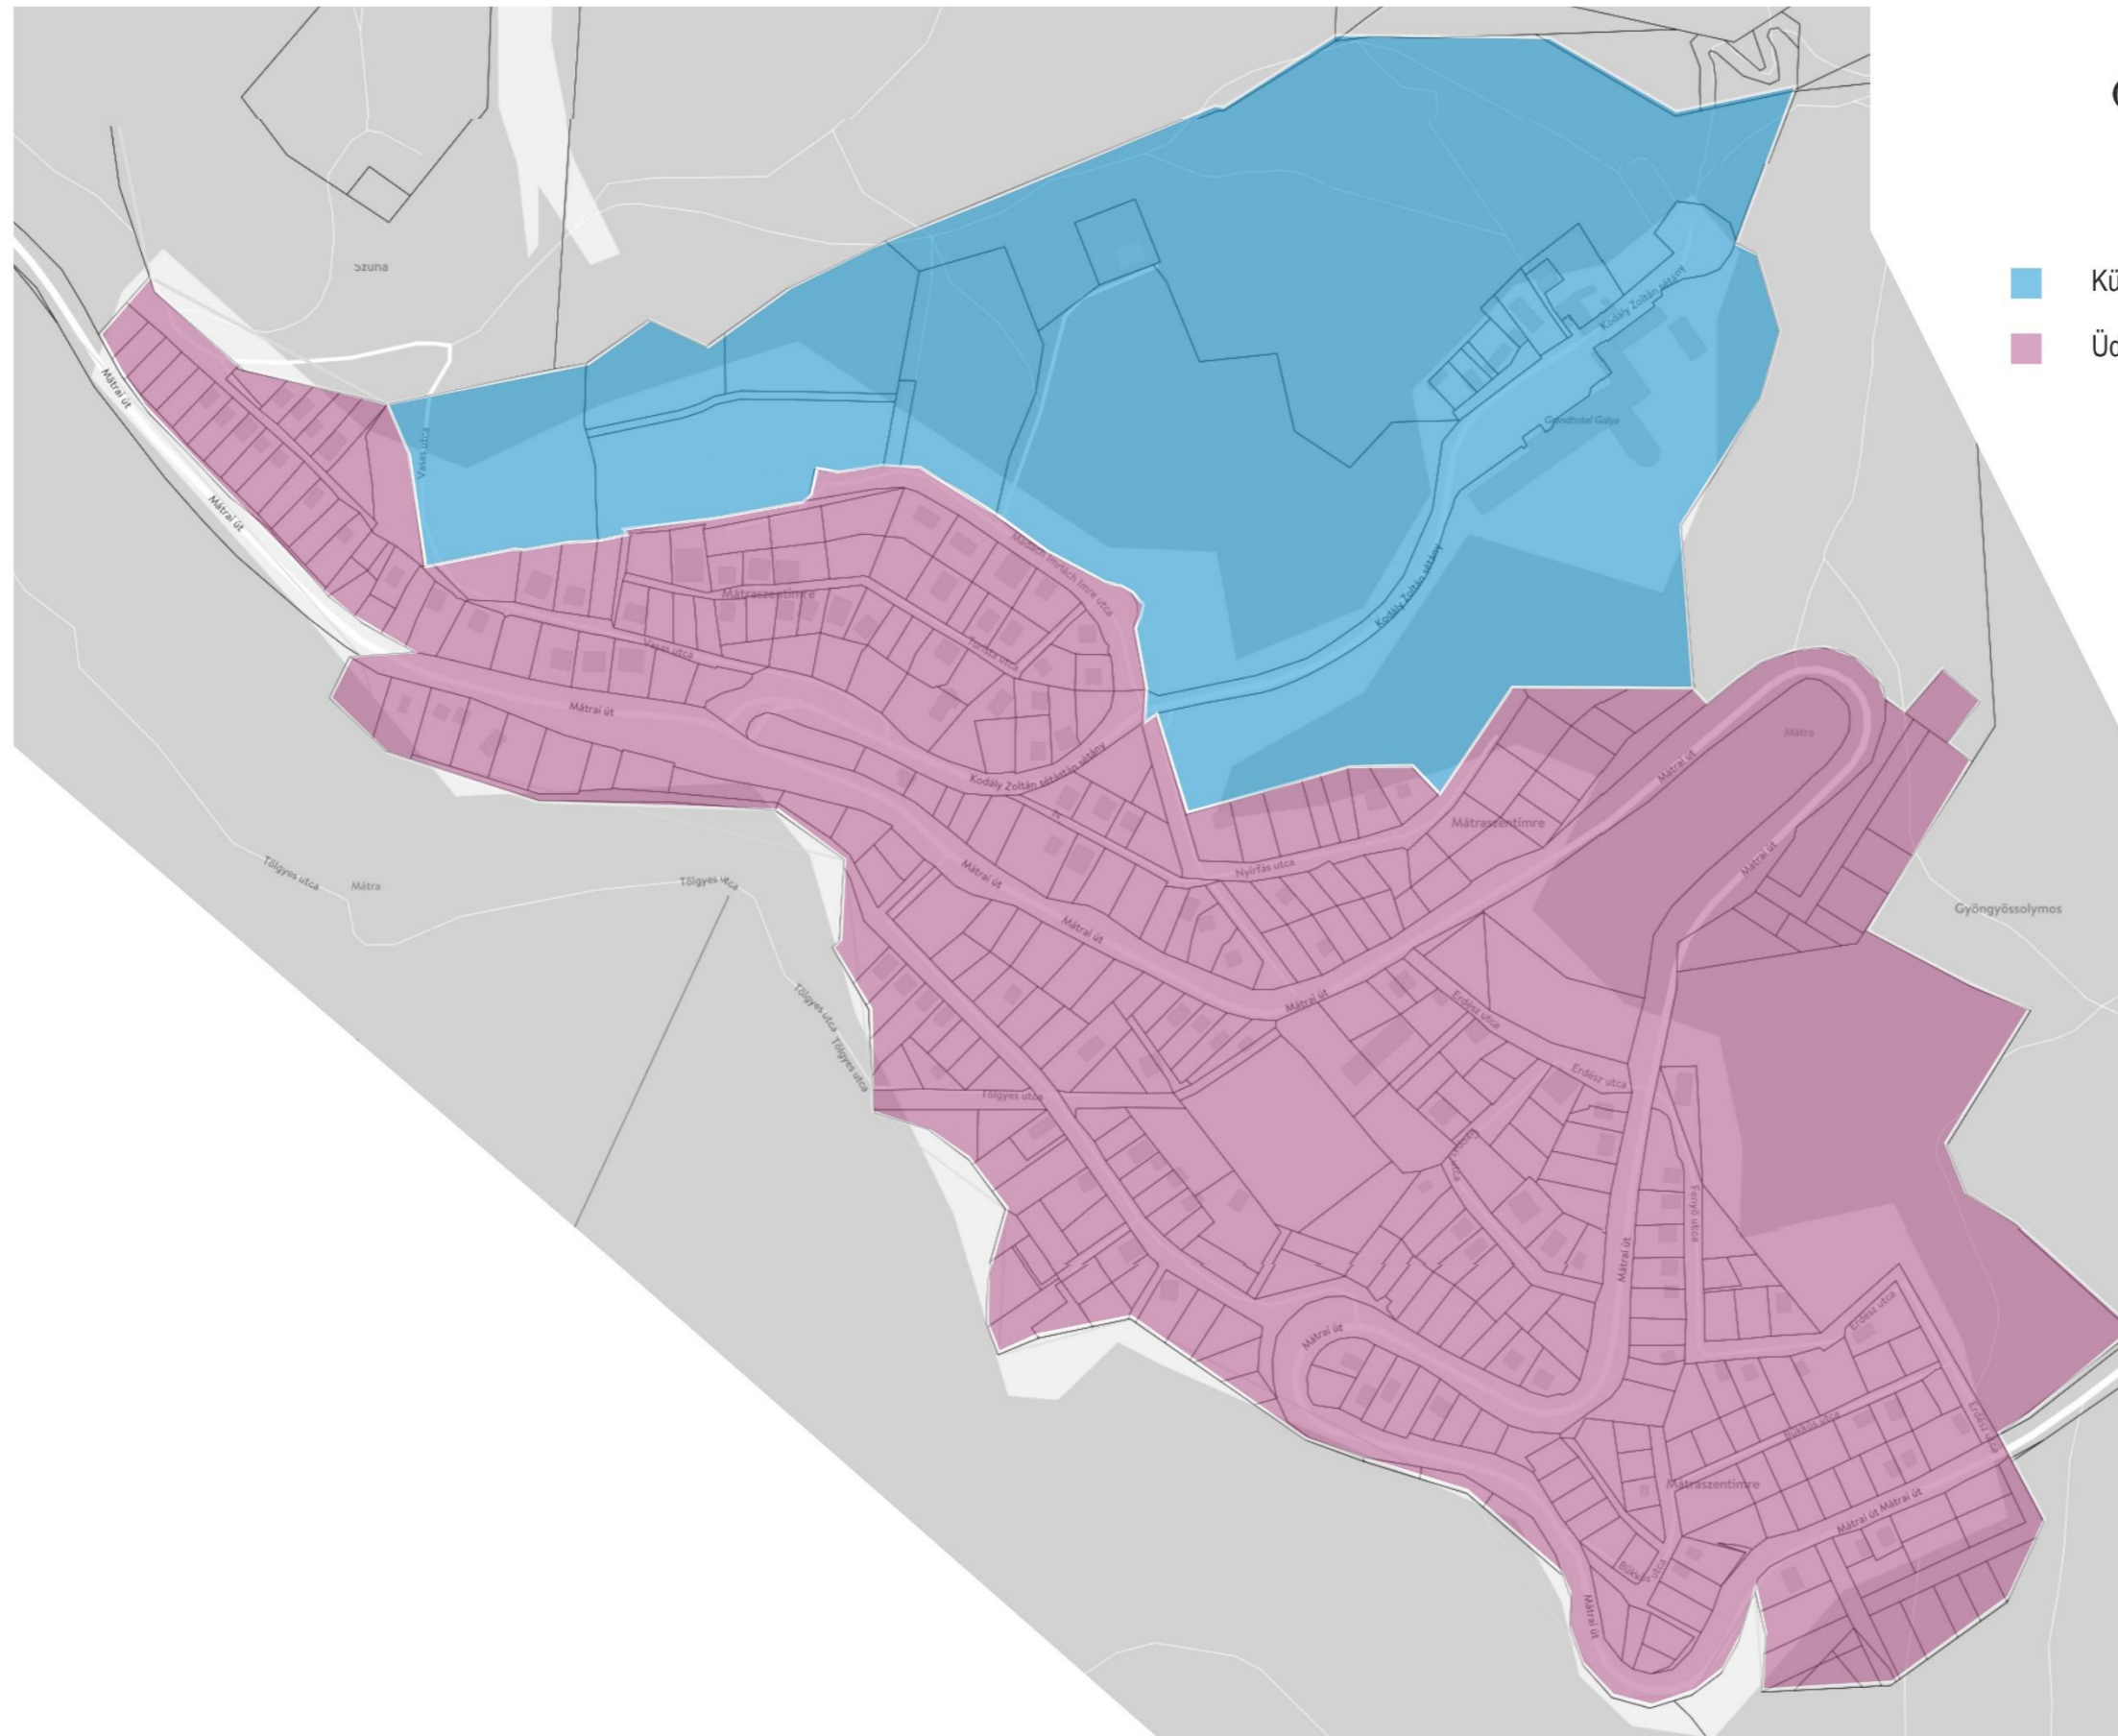 Szuna
Kü
Kodály Zoltán sétány
Üd
Mátrai út
Grandhotel Galya
Vasas utca
Mátrai út
Kodály Zoltán sétány
Mátraszentimre
Turista utca
Vasas utca
Mátrai út
Mátra
Mátrai út
Kodály Zoltán sét
tán sétány
Mátraszentimre
Mátrai út
Nyírfás utca
Mátrai út
Tölgyes utca
Mátra
Tölgyes utca
Gyöngyössolymos
Mátrai út
Tölgyes utca
Mátrai út
Erdész utca
Tölgyes utca
Erdész utca
Tölgyes utca
Fenyő utca
Mátrai út
Erdész utca
Mátrai út
Erdész utca
Bükkös utca
Mátraszentimre
Mátrai út Mátrai út
Bükkös utca
Mátrai út